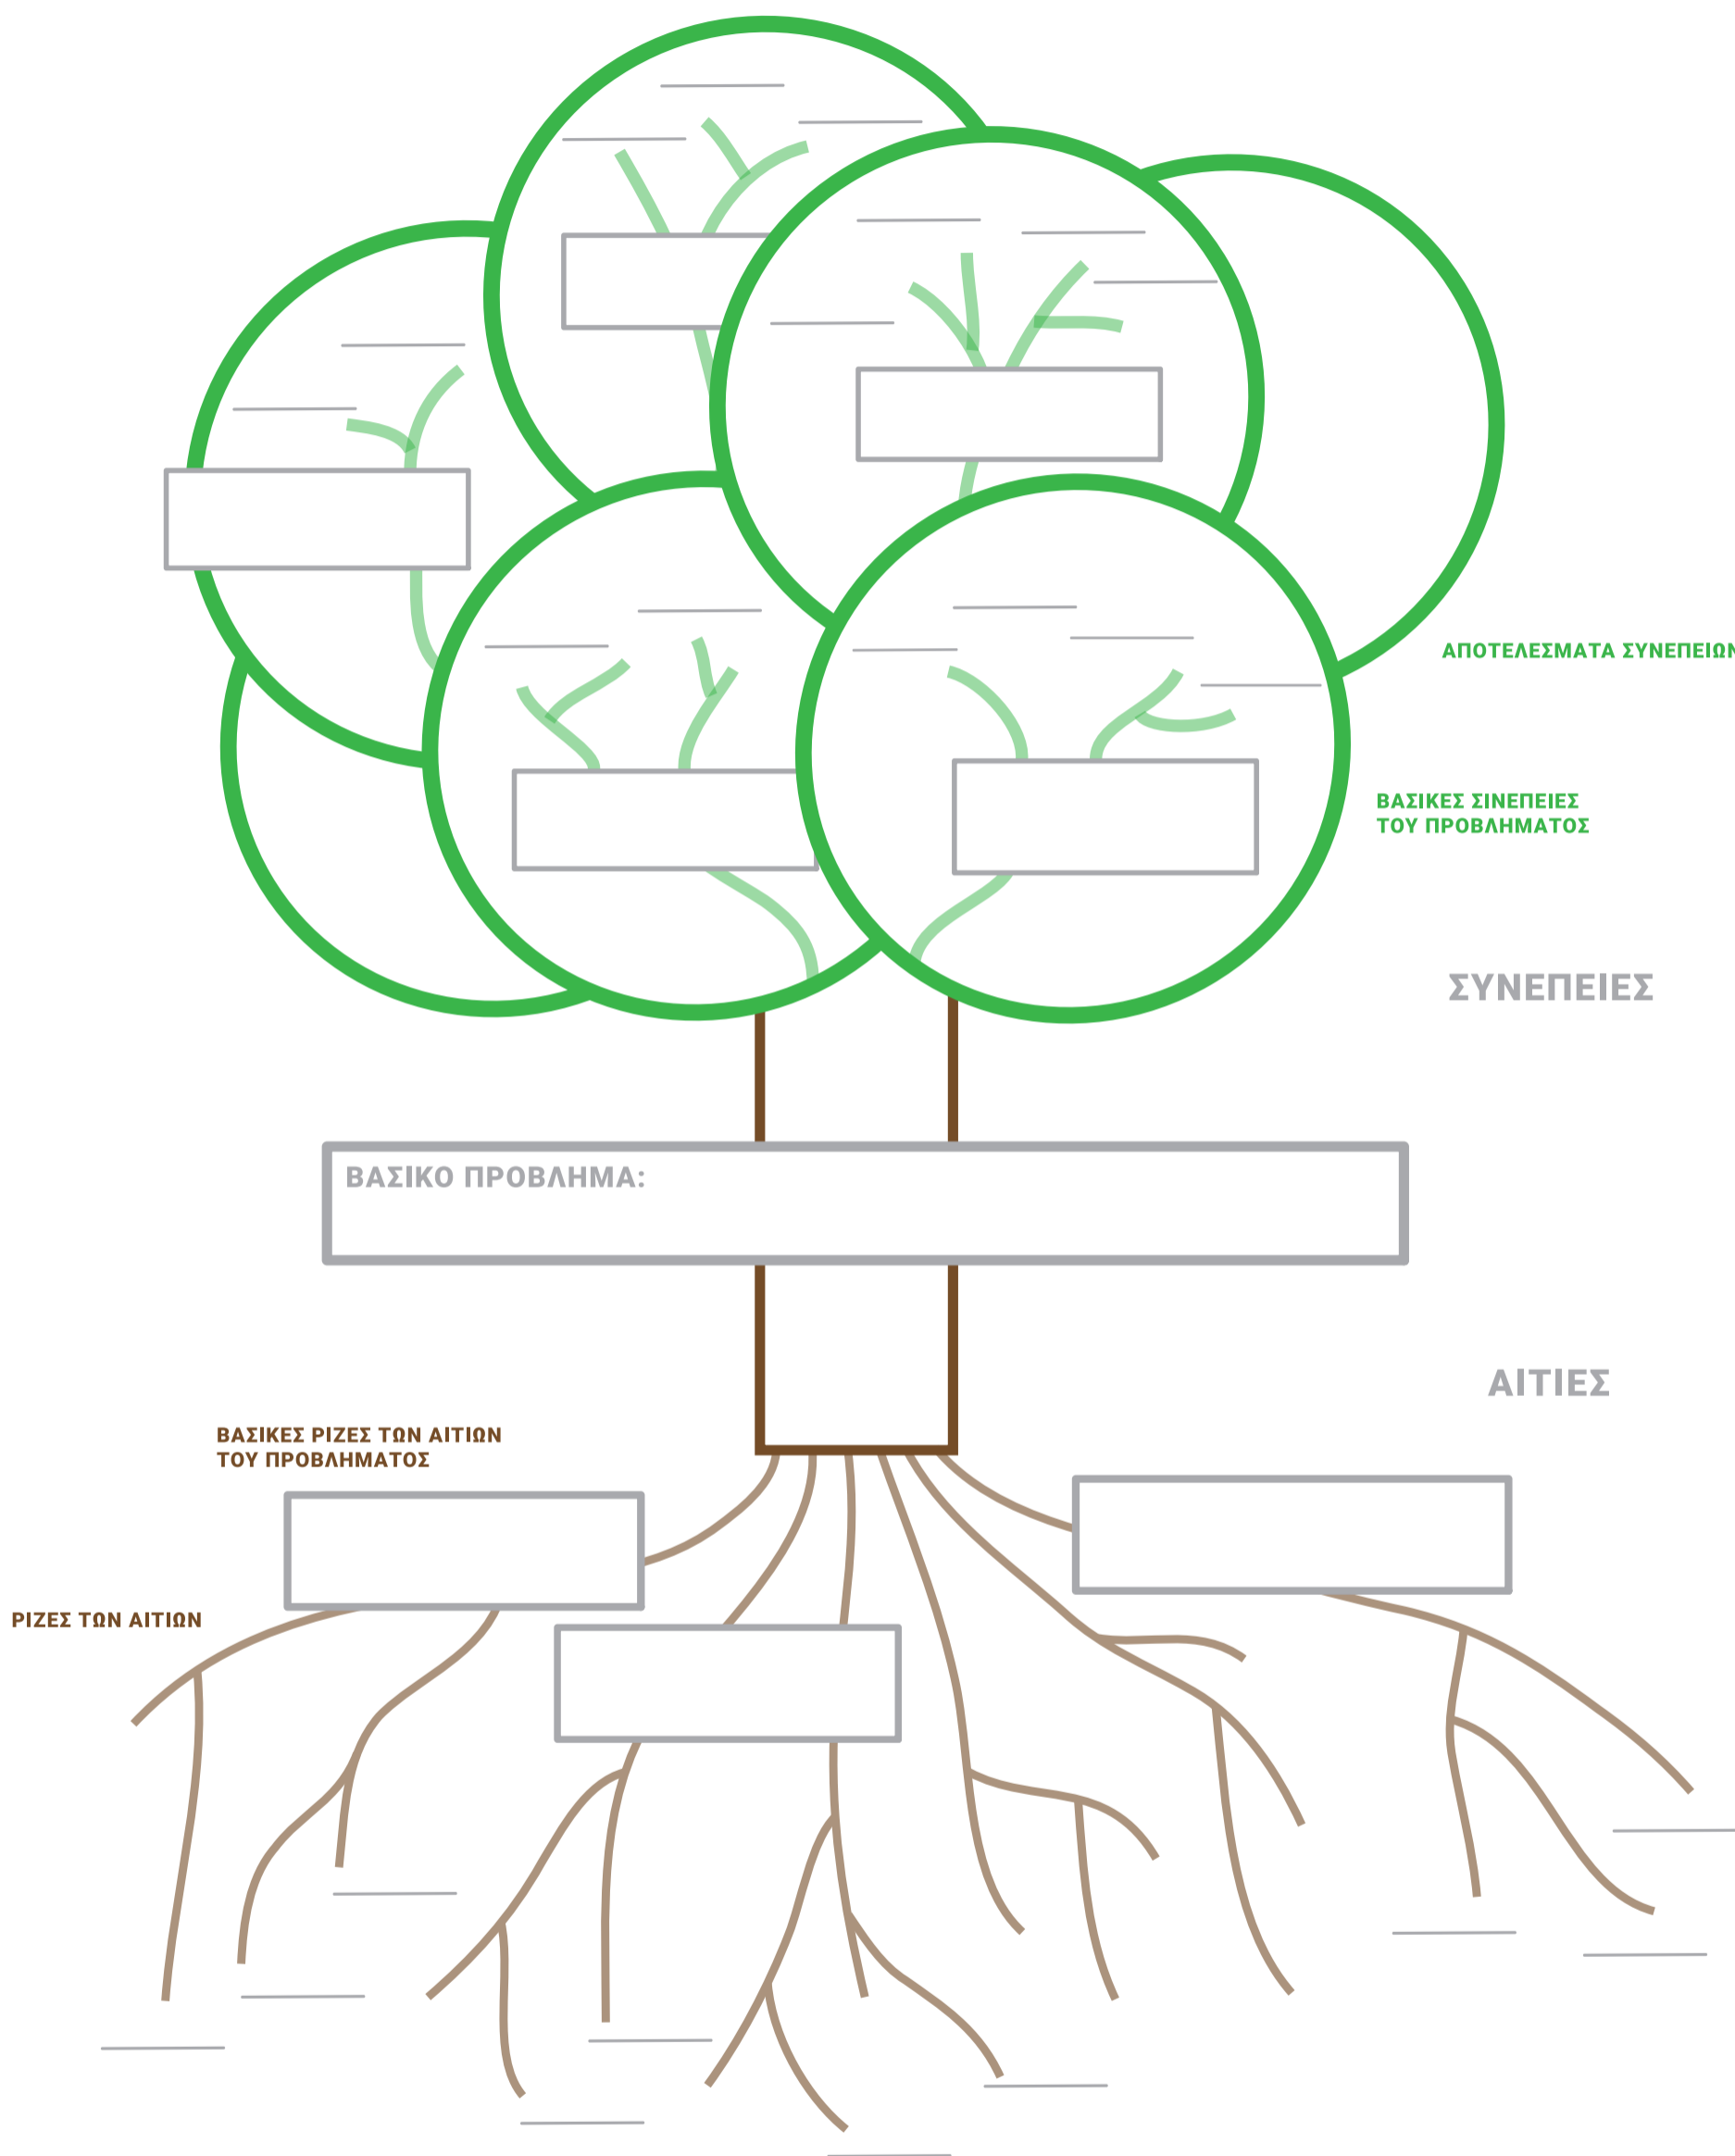 ΑΠΟΤΕΛΕΣΜΑΤΑ ΣΥΝΕΠΕΙΩΝ
ΒΑΣΙΚΕΣ ΣΙΝΕΠΕΙΕΣ
ΤΟΥ ΠΡΟΒΛΗΜΑΤΟΣ
ΣΥΝΕΠΕΙΕΣ
ΒΑΣΙΚΟ ΠΡΟΒΛΗΜΑ:
ΑΙΤΙΕΣ
ΒΑΣΙΚΕΣ ΡΙΖΕΣ ΤΩΝ ΑΙΤΙΩΝ
ΤΟΥ ΠΡΟΒΛΗΜΑΤΟΣ
ΡΙΖΕΣ ΤΩΝ ΑΙΤΙΩΝ